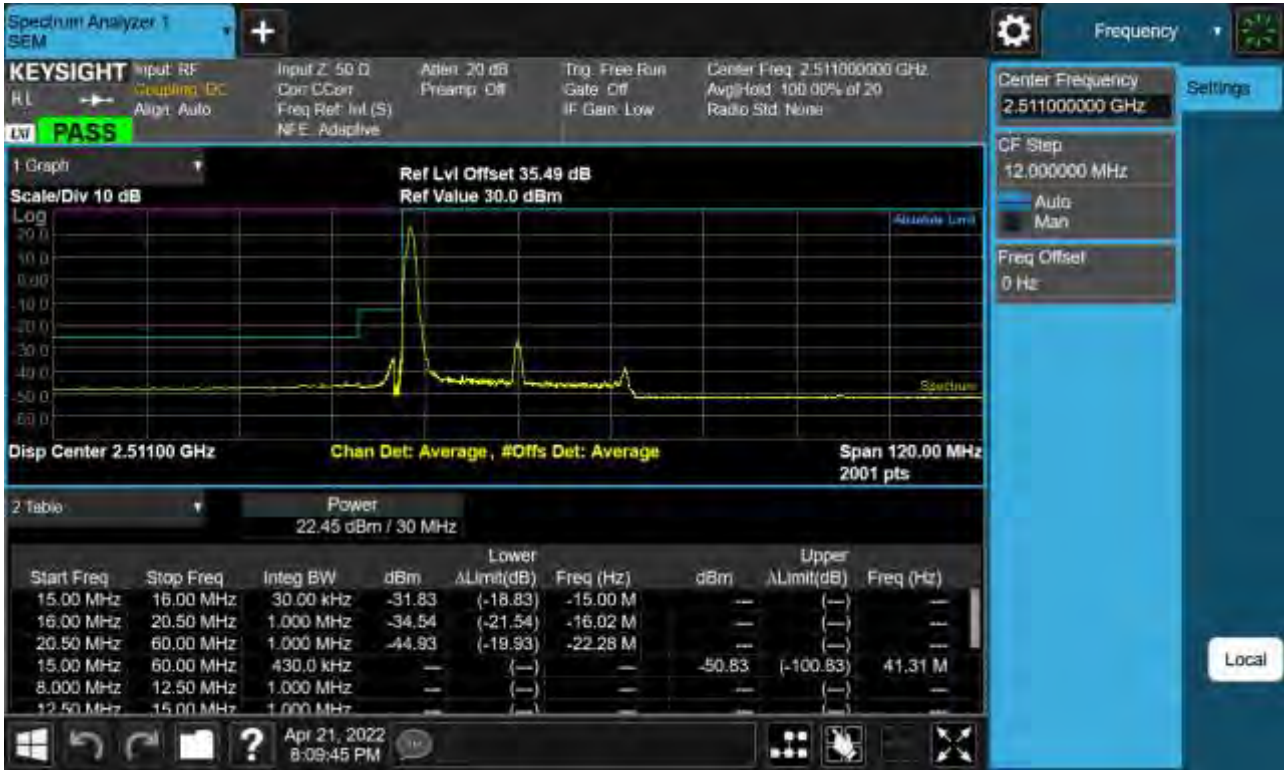 Spectrum Analyzer 1
SEM
+
Frequency
KEYSIGHT
Input: RF
Coupling: DC
Align: Auto
Input Z: 50 Ω
Corr CCorr
Freq Ref: Int (S)
NFE: Adaptive
Atten: 20 dB
Preamp: Off
Trig: Free Run
Gate: Off
IF Gain: Low
Center Freq: 2.511000000 GHz
Avg|Hold: 100.00% of 20
Radio Std: None
RL
LXI
PASS
Center Frequency
2.511000000 GHz
Settings
CF Step
12.000000 MHz
Auto
Man
Freq Offset
0 Hz
1 Graph
Scale/Div 10 dB
Ref Lvl Offset 35.49 dB
Ref Value 30.0 dBm
Log
20.0
10.0
0.00
-10.0
-20.0
-30.0
-40.0
-50.0
-60.0
Absolute Limit
Spectrum
Disp Center 2.51100 GHz
Chan Det: Average, #Offs Det: Average
Span 120.00 MHz
2001 pts
2 Table
Power
22.45 dBm / 30 MHz
Lower Upper
Start Freq Stop Freq Integ BW dBm ΔLimit(dB) Freq (Hz) dBm ΔLimit(dB) Freq (Hz)
15.00 MHz 16.00 MHz 30.00 kHz -31.83 (-18.83) -15.00 M --- (---) ---
16.00 MHz 20.50 MHz 1.000 MHz -34.54 (-21.54) -16.02 M --- (---) ---
20.50 MHz 60.00 MHz 1.000 MHz -44.93 (-19.93) -22.28 M --- (---) ---
15.00 MHz 60.00 MHz 430.0 kHz --- (---) --- -50.83 (-100.83) 41.31 M
8.000 MHz 12.50 MHz 1.000 MHz --- (---) --- --- (---) ---
12.50 MHz 15.00 MHz 1.000 MHz --- (---)
Local
?
Apr 21, 2022
8:09:45 PM